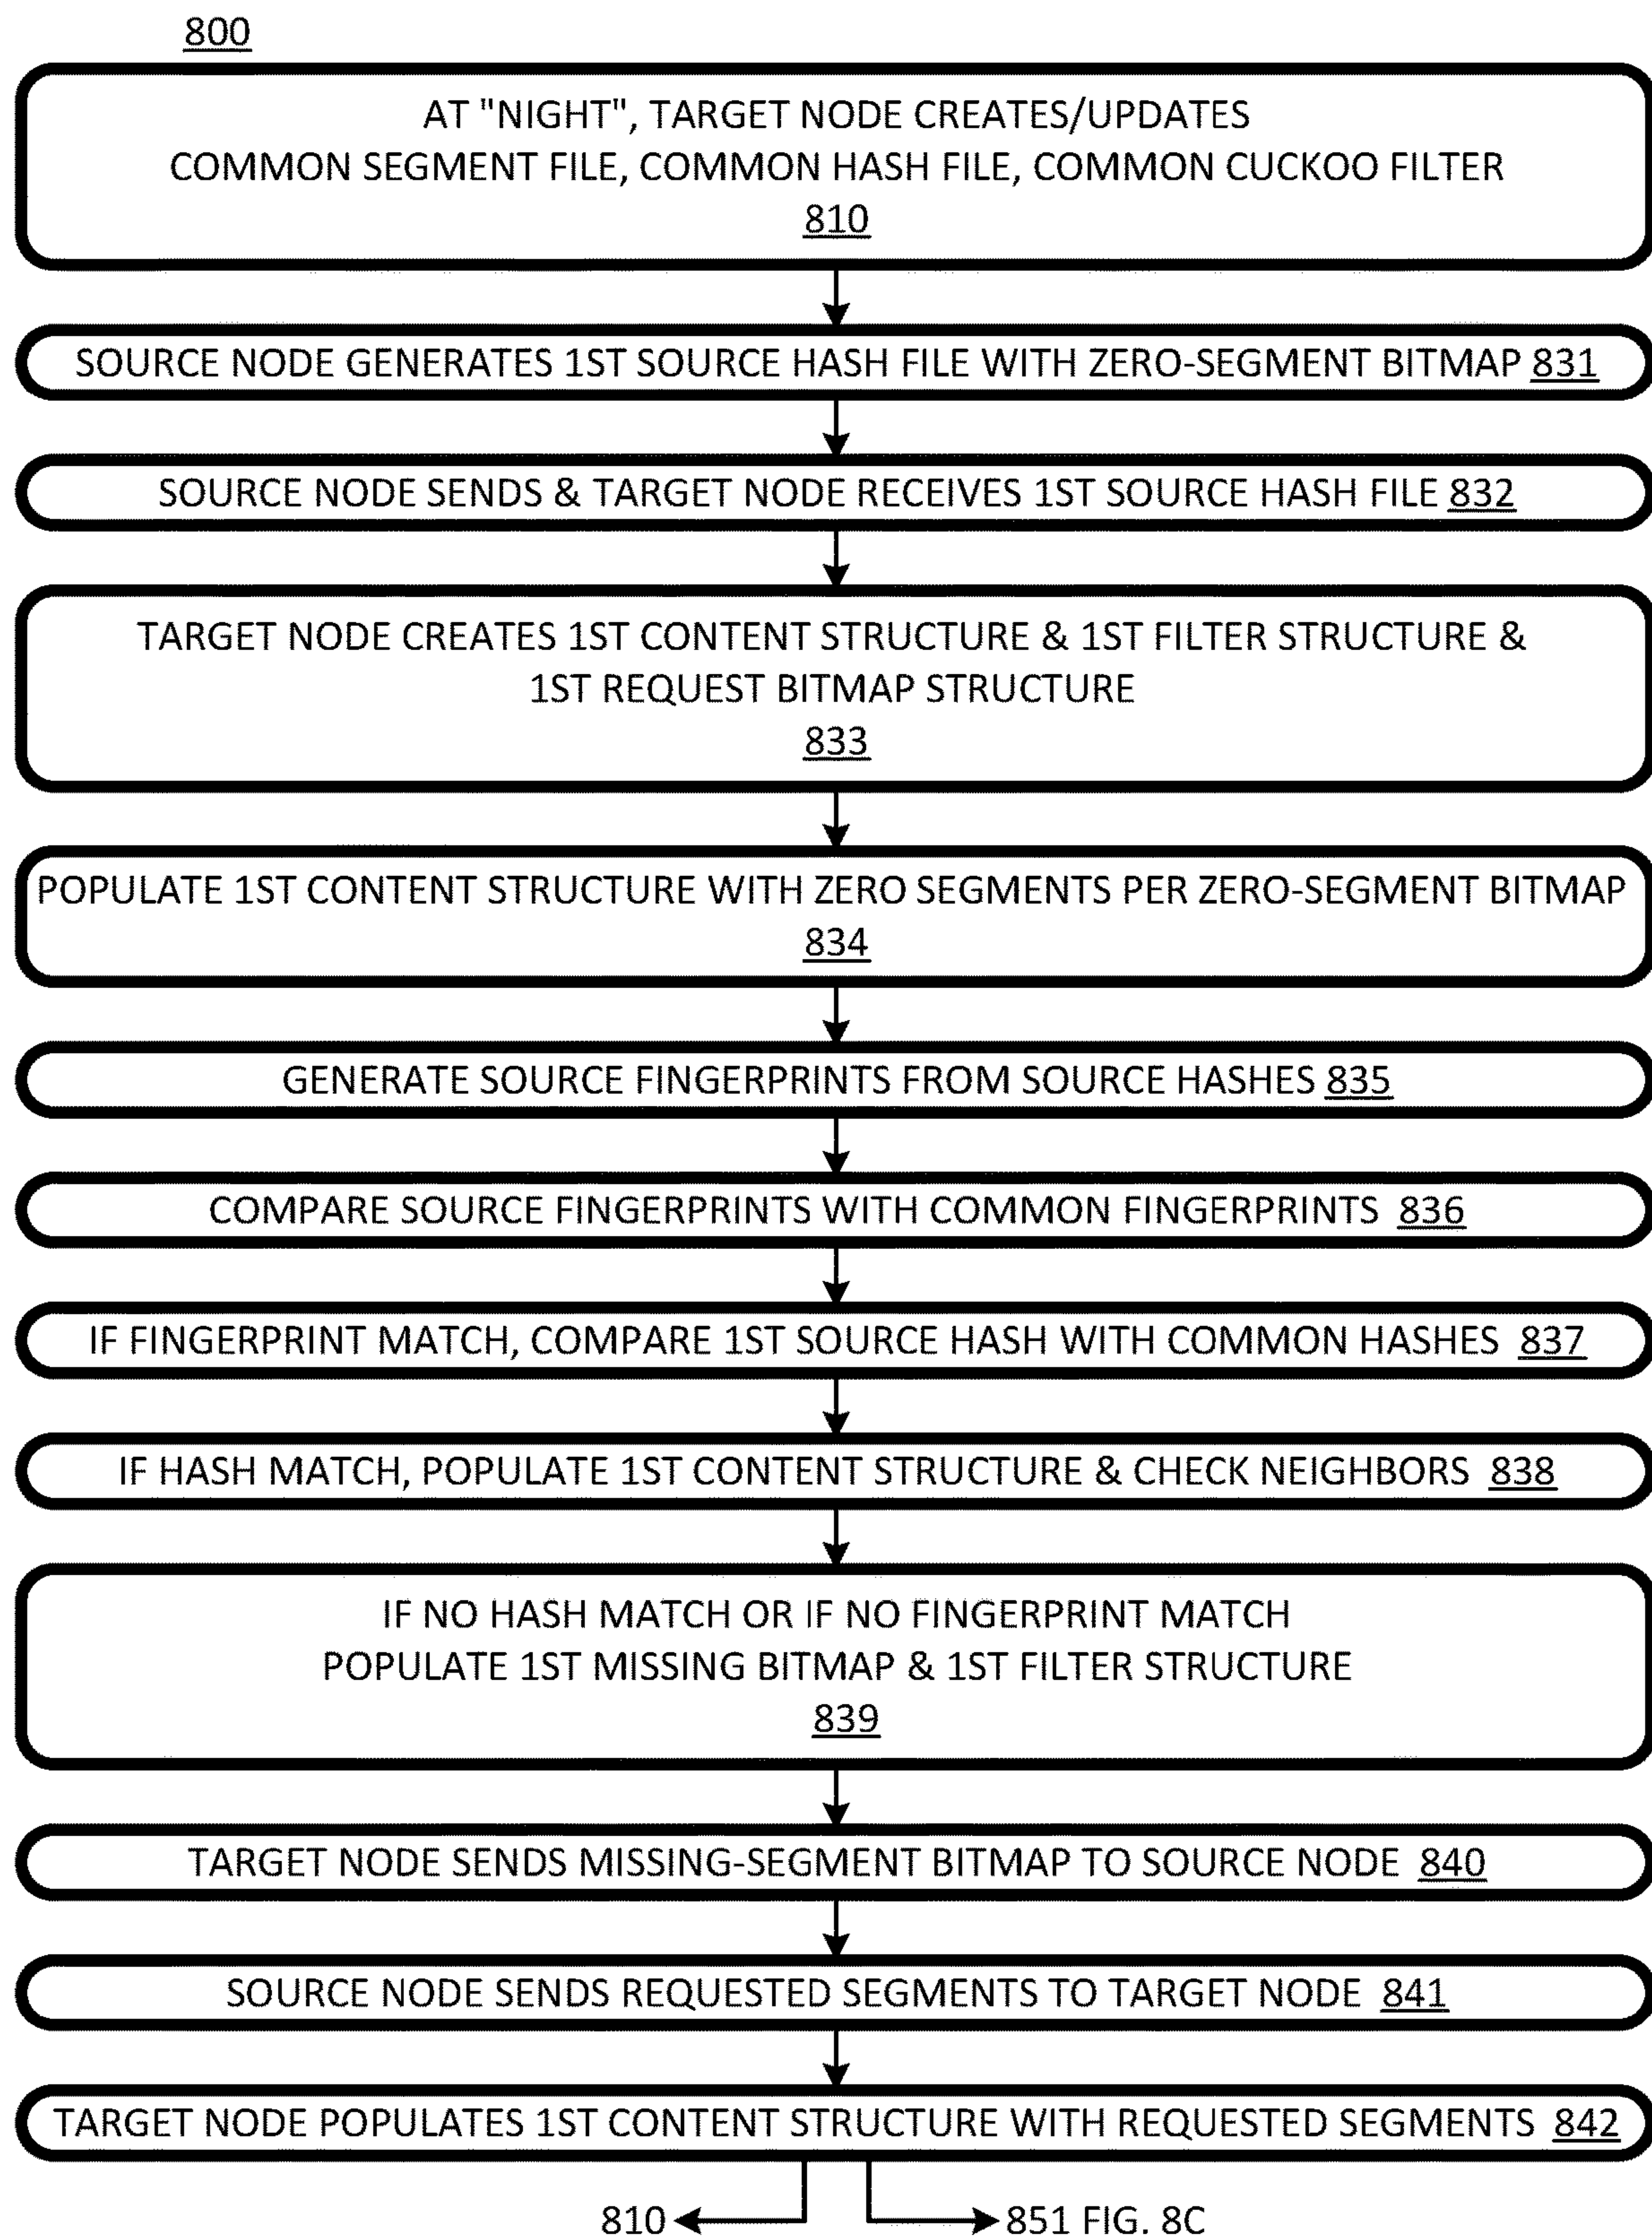 800
AT "NIGHT", TARGET NODE CREATES/UPDATES
COMMON SEGMENT FILE, COMMON HASH FILE, COMMON CUCKOO FILTER
810
SOURCE NODE GENERATES 1ST SOURCE HASH FILE WITH ZERO-SEGMENT BITMAP 831
SOURCE NODE SENDS & TARGET NODE RECEIVES 1ST SOURCE HASH FILE 832
TARGET NODE CREATES 1ST CONTENT STRUCTURE & 1ST FILTER STRUCTURE &
1ST REQUEST BITMAP STRUCTURE
833
POPULATE 1ST CONTENT STRUCTURE WITH ZERO SEGMENTS PER ZERO-SEGMENT BITMAP
834
GENERATE SOURCE FINGERPRINTS FROM SOURCE HASHES 835
COMPARE SOURCE FINGERPRINTS WITH COMMON FINGERPRINTS 836
IF FINGERPRINT MATCH, COMPARE 1ST SOURCE HASH WITH COMMON HASHES 837
IF HASH MATCH, POPULATE 1ST CONTENT STRUCTURE & CHECK NEIGHBORS 838
IF NO HASH MATCH OR IF NO FINGERPRINT MATCH
POPULATE 1ST MISSING BITMAP & 1ST FILTER STRUCTURE
839
TARGET NODE SENDS MISSING-SEGMENT BITMAP TO SOURCE NODE 840
SOURCE NODE SENDS REQUESTED SEGMENTS TO TARGET NODE 841
TARGET NODE POPULATES 1ST CONTENT STRUCTURE WITH REQUESTED SEGMENTS 842
810 851 FIG. 8C